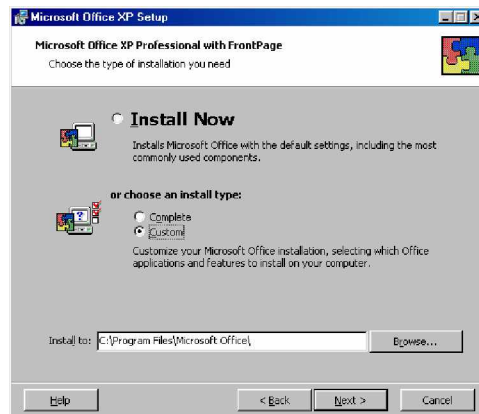 Microsoft Office XP Setup
Microsoft Office XP Professional with FrontPage
Choose the type of installation you need
Install Now
Installs Microsoft Office with the default settings, including the most
commonly used components.
or choose an install type:
Complete
Custom
Customize your Microsoft Office installation, selecting which Office
applications and features to install on your computer.
Install to: C:\Program Files\Microsoft Office\ Browse...
Help < Back Next > Cancel